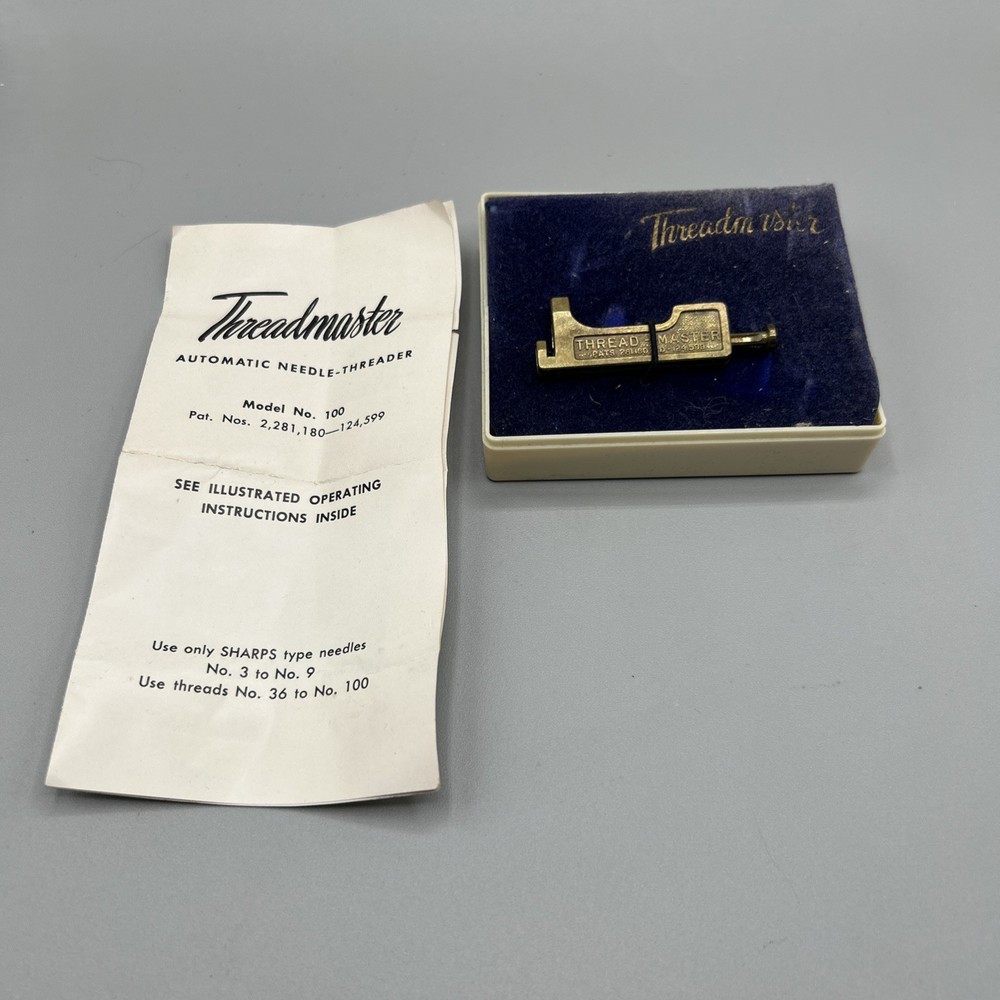 Threadmaster
AUTOMATIC NEEDLE-THREADER
Model No. 100
Pat. Nos. 2,281,180—124,599
SEE ILLUSTRATED OPERATING
INSTRUCTIONS INSIDE
Use only SHARPS type needles
No. 3 to No. 9
Use threads No. 36 to No. 100
Threadmaster
THREAD MASTER
PATS